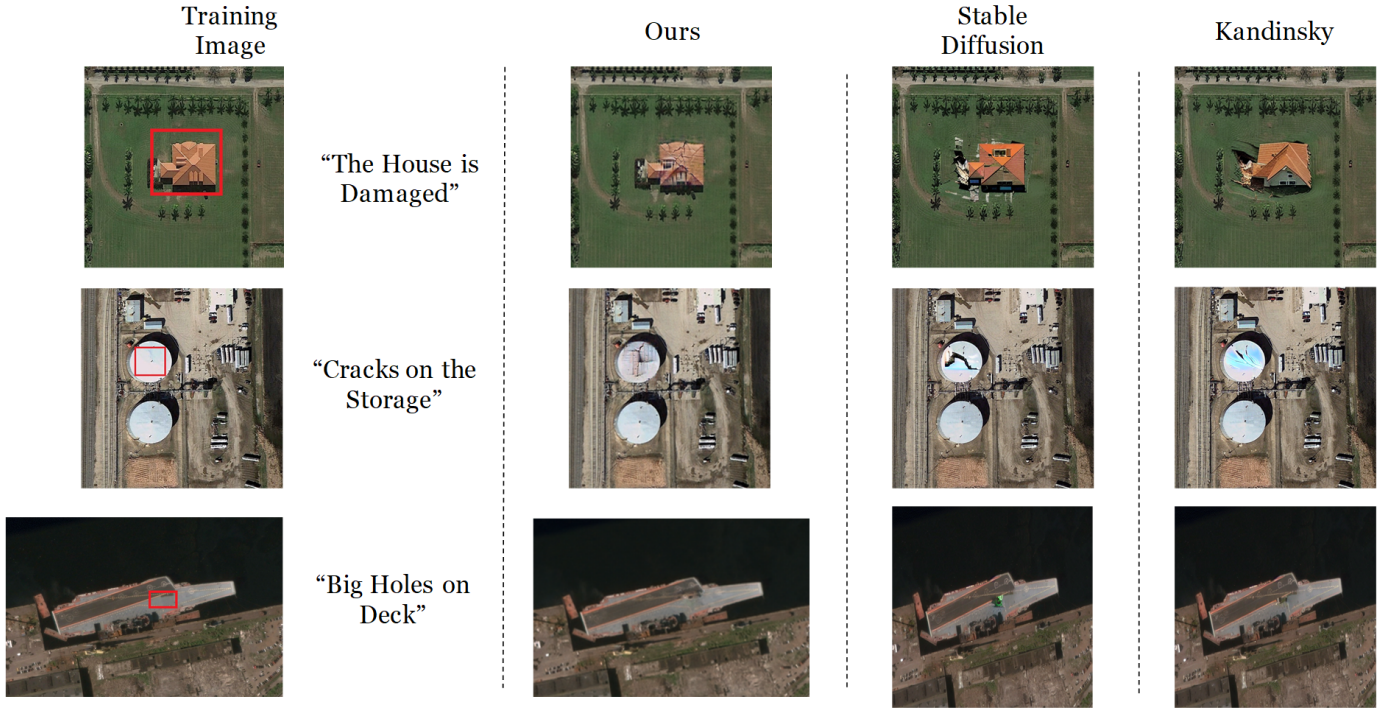 Training
Image
Ours
Stable
Diffusion
Kandinsky
“The House is
Damaged”
“Cracks on the
Storage”
“Big Holes on
Deck”